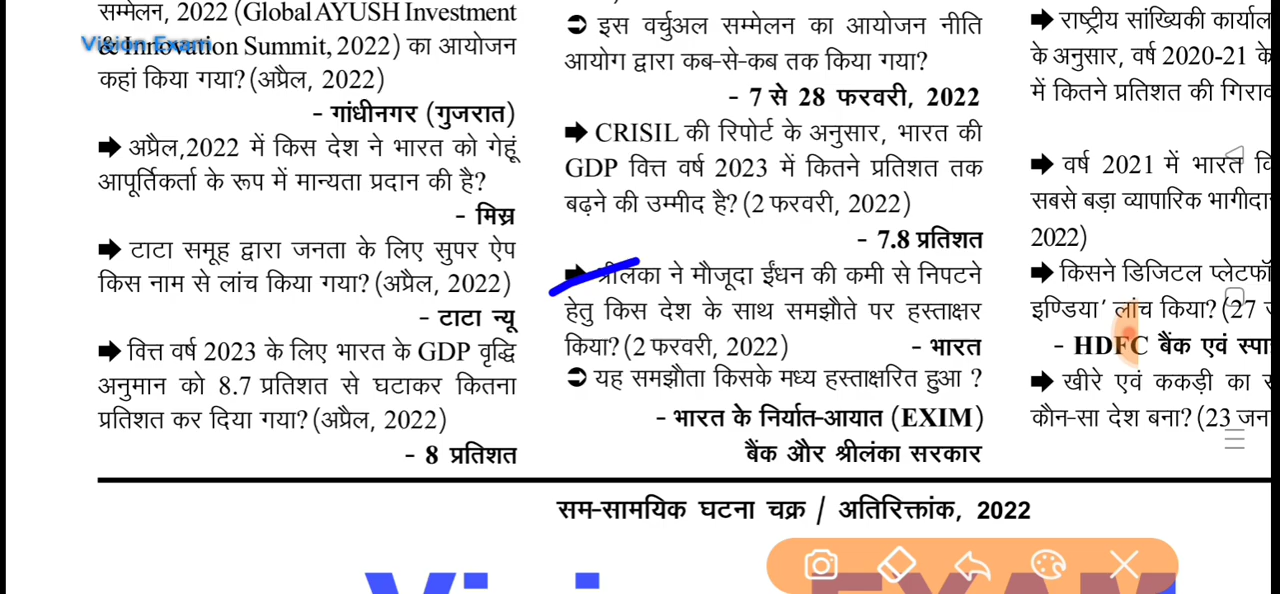 सम्मेलन, 2022 (Global AYUSH Investment
& Innovation Summit, 2022) का आयोजन
Vision Exam
कहां किया गया? (अप्रैल, 2022)
- गांधीनगर (गुजरात)
➡ अप्रैल,2022 में किस देश ने भारत को गेहूं
आपूर्तिकर्ता के रूप में मान्यता प्रदान की है?
- मिस्र
➡ टाटा समूह द्वारा जनता के लिए सुपर ऐप
किस नाम से लांच किया गया? (अप्रैल, 2022)
- टाटा न्यू
➡ वित्त वर्ष 2023 के लिए भारत के GDP वृद्धि
अनुमान को 8.7 प्रतिशत से घटाकर कितना
प्रतिशत कर दिया गया? (अप्रैल, 2022)
- 8 प्रतिशत
➲ इस वर्चुअल सम्मेलन का आयोजन नीति
आयोग द्वारा कब-से-कब तक किया गया?
- 7 से 28 फरवरी, 2022
➡ CRISIL की रिपोर्ट के अनुसार, भारत की
GDP वित्त वर्ष 2023 में कितने प्रतिशत तक
बढ़ने की उम्मीद है? (2 फरवरी, 2022)
- 7.8 प्रतिशत
➡ श्रीलंका ने मौजूदा ईंधन की कमी से निपटने
हेतु किस देश के साथ समझौते पर हस्ताक्षर
किया? (2 फरवरी, 2022) - भारत
➲ यह समझौता किसके मध्य हस्ताक्षरित हुआ ?
- भारत के निर्यात-आयात (EXIM)
बैंक और श्रीलंका सरकार
➡ राष्ट्रीय सांख्यिकी
के अनुसार, वर्ष 2020-21 के
में कितने प्रतिशत की
➡ वर्ष 2021 में भारत
सबसे बड़ा व्यापारिक
2022)
➡ किसने डिजिटल
इण्डिया' लांच किया? (27
- HDFC बैंक एवं
➡ खीरे एवं ककड़ी का
कौन-सा देश बना? (23
सम-सामयिक घटना चक्र / अतिरिक्तांक, 2022